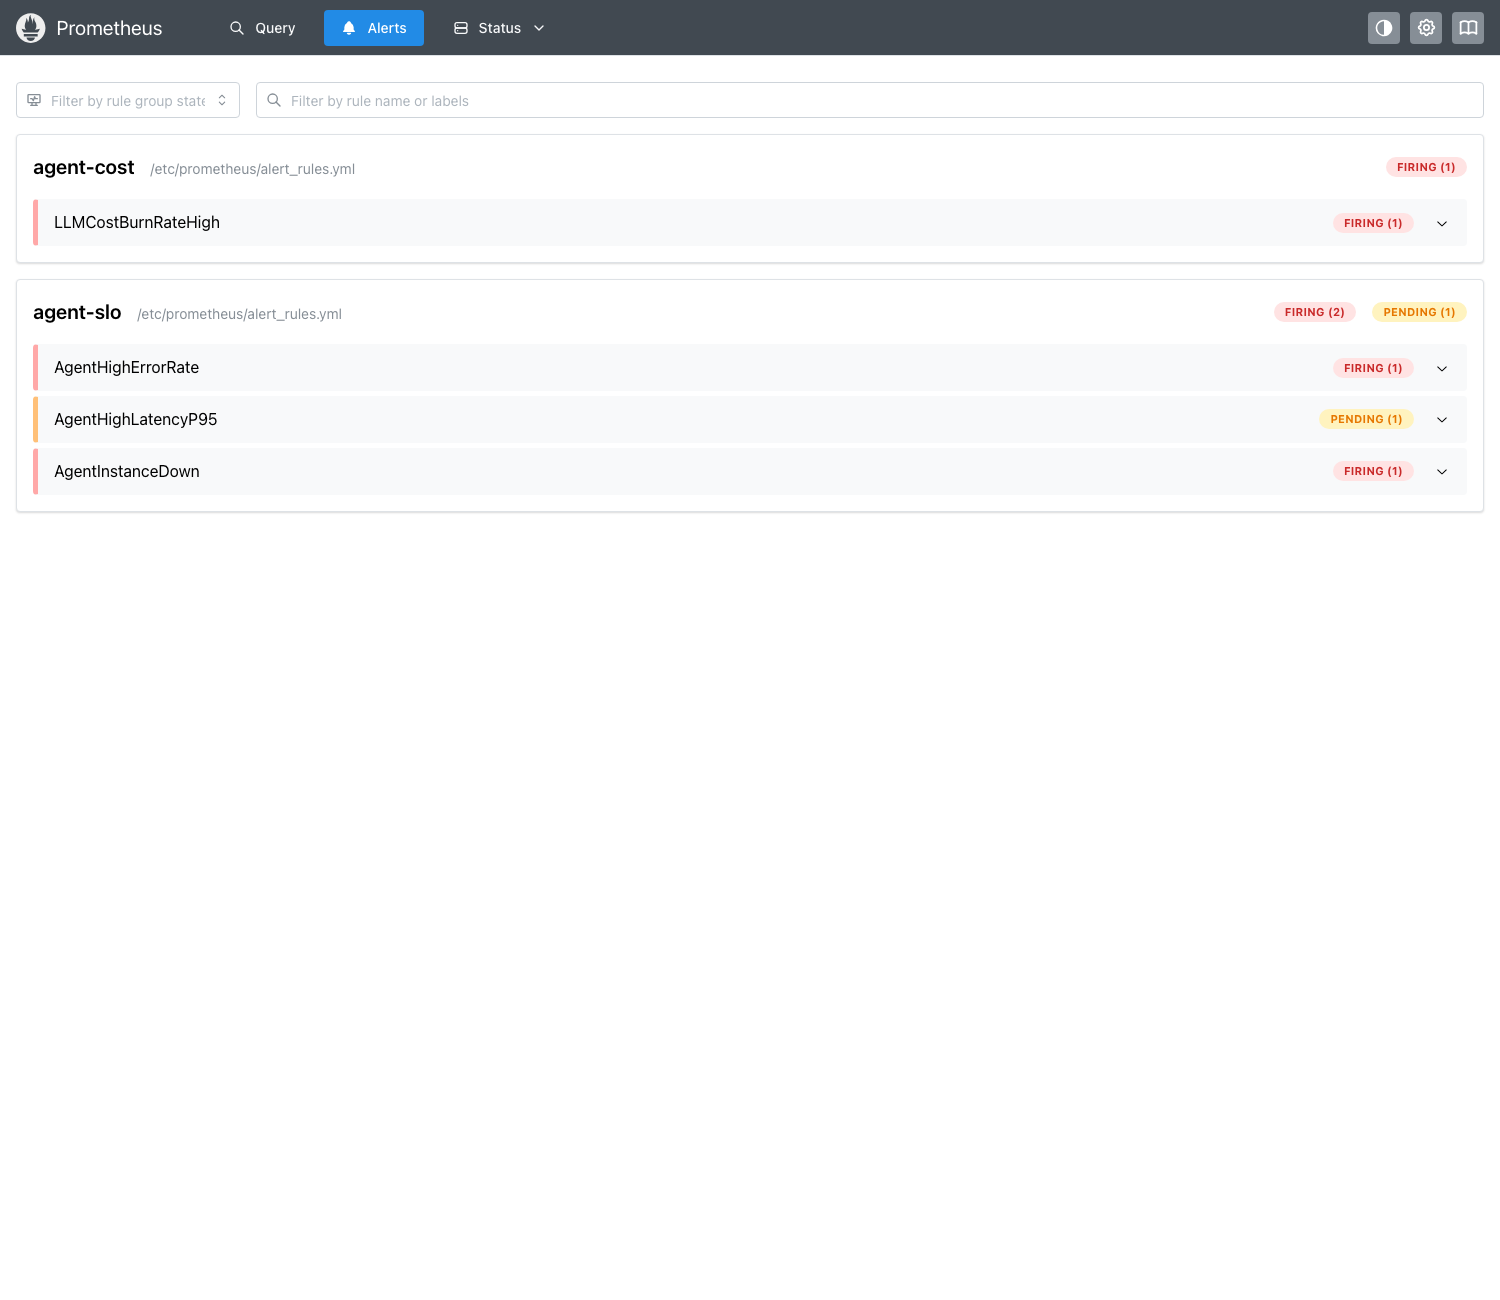 Prometheus Query Alerts Status
Filter by rule group state Filter by rule name or labels
agent-cost /etc/prometheus/alert_rules.yml FIRING (1)
LLMCostBurnRateHigh FIRING (1)
agent-slo /etc/prometheus/alert_rules.yml FIRING (2) PENDING (1)
AgentHighErrorRate FIRING (1)
AgentHighLatencyP95 PENDING (1)
AgentInstanceDown FIRING (1)